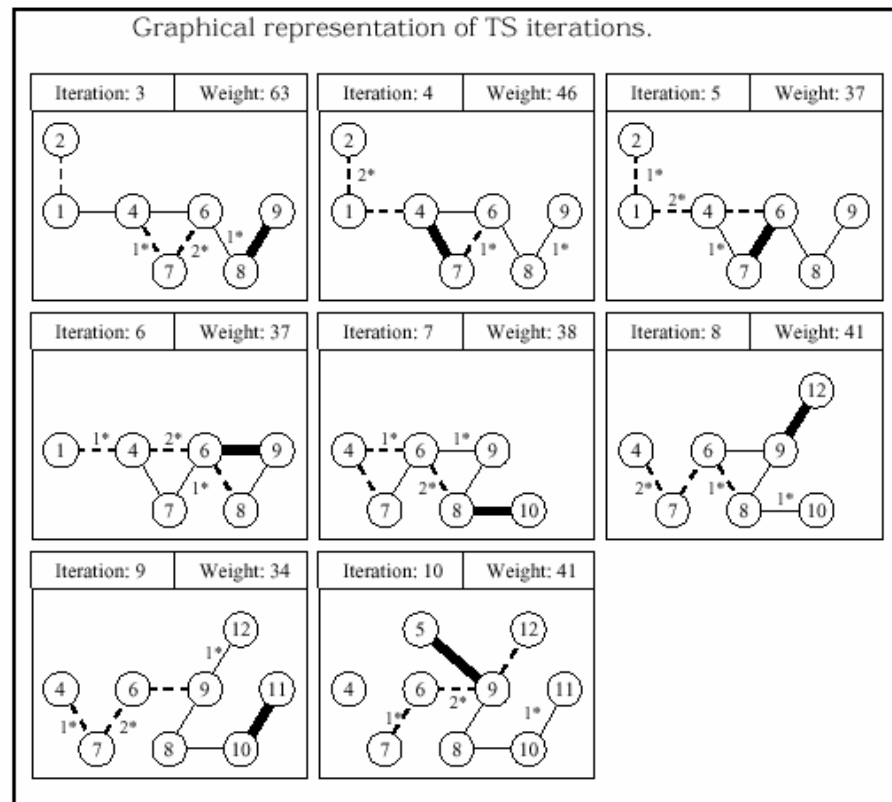 Graphical representation of TS iterations.
Iteration: 3 Weight: 63
2
1 4 6 9
1* 2* 1*
7 8
Iteration: 4 Weight: 46
2
2*
1 4 6 9
1* 1*
7 8
Iteration: 5 Weight: 37
2
1*
2*
1 4 6 9
1*
7 8
Iteration: 6 Weight: 37
1* 2*
1 4 6 9
1*
7 8
Iteration: 7 Weight: 38
1* 1*
4 6 9
2*
7 8 10
Iteration: 8 Weight: 41
12
4 6 9
2* 1* 1*
7 8 10
Iteration: 9 Weight: 34
12
1*
4 6 9 11
1* 2*
7 8 10
Iteration: 10 Weight: 41
5 12
4 6 9 11
2*
1* 1*
7 8 10